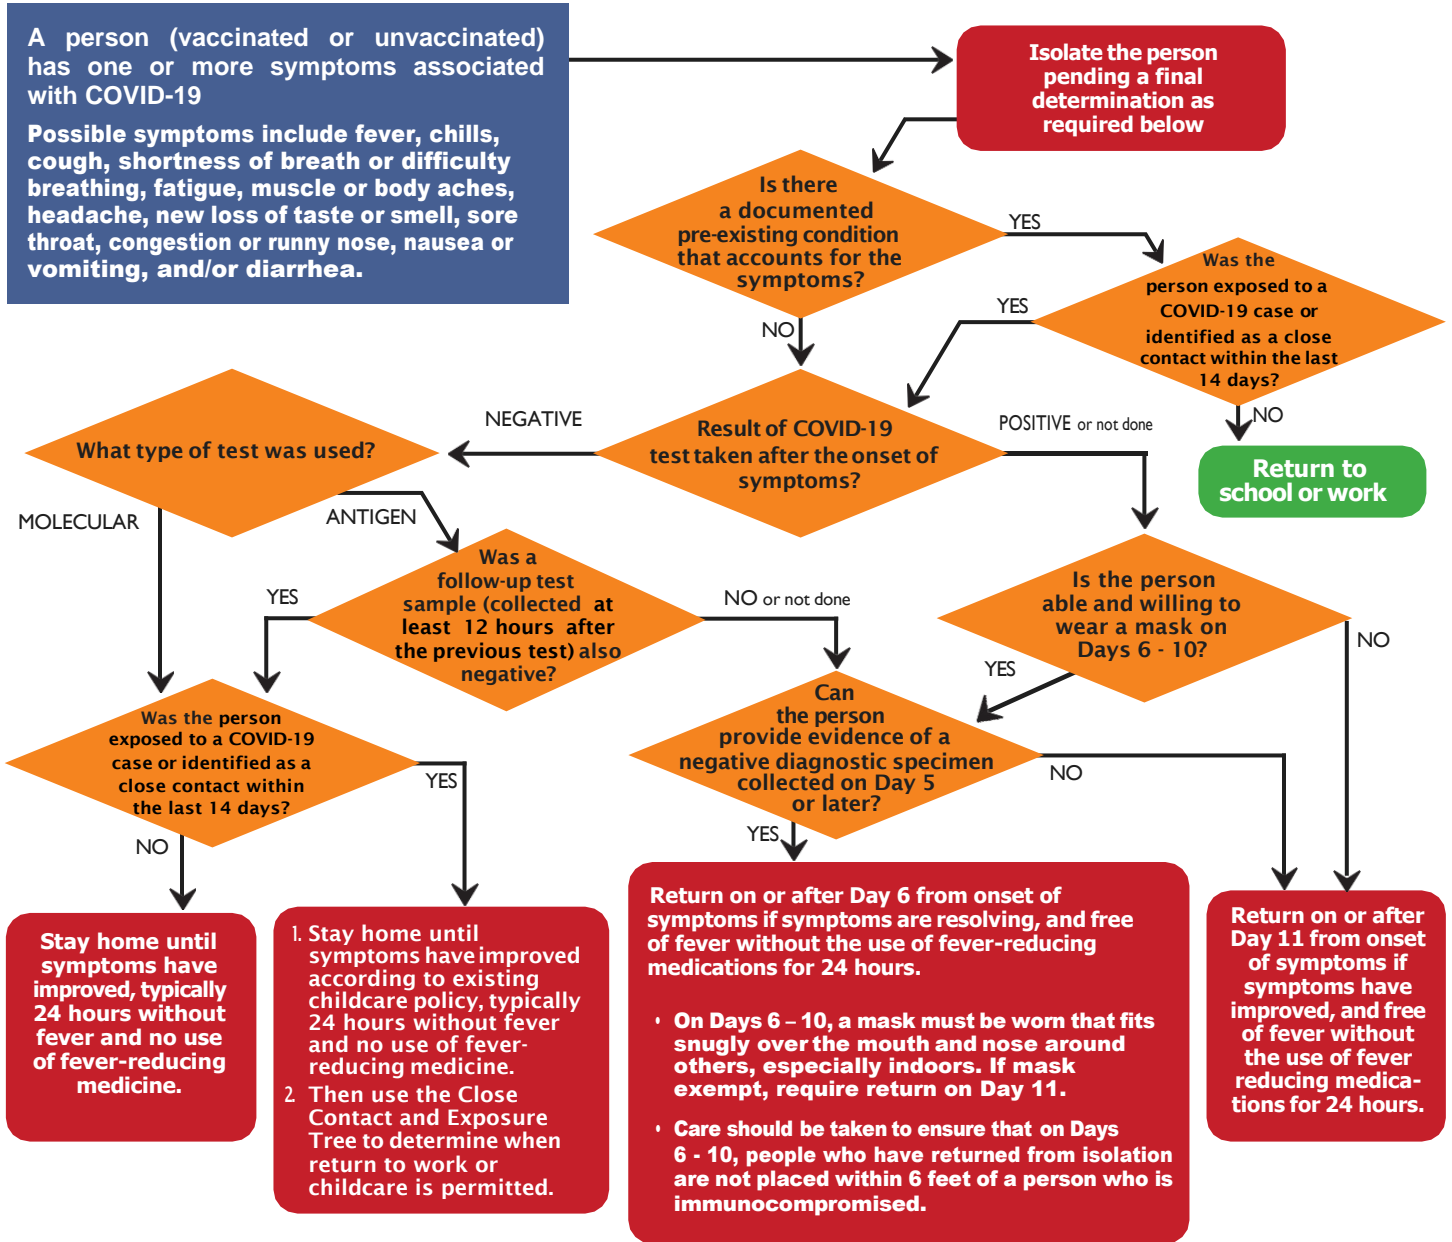 A person (vaccinated or unvaccinated)
has one or more symptoms associated
with COVID-19
Possible symptoms include fever, chills,
cough, shortness of breath or difficulty
breathing, fatigue, muscle or body aches,
headache, new loss of taste or smell, sore
throat, congestion or runny nose, nausea or
vomiting, and/or diarrhea.
Isolate the person
pending a final
determination as
required below
Is there
a documented
pre-existing condition
that accounts for the
symptoms?
YES
NO
Was the
person exposed to a
COVID-19 case or
identified as a close
contact within the last
14 days?
YES
NO
Return to
school or work
Result of COVID-19
test taken after the onset of
symptoms?
NEGATIVE
POSITIVE or not done
What type of test was used?
MOLECULAR
ANTIGEN
Was a
follow-up test
sample (collected at
least 12 hours after
the previous test) also
negative?
YES
NO or not done
Is the person
able and willing to
wear a mask on
Days 6 - 10?
YES
NO
Was the person
exposed to a COVID-19
case or identified as a
close contact within
the last 14 days?
YES
NO
Can
the person
provide evidence of a
negative diagnostic specimen
collected on Day 5
or later?
NO
YES
Stay home until
symptoms have
improved, typically
24 hours without
fever and no use
of fever-reducing
medicine.
1. Stay home until
symptoms have improved
according to existing
childcare policy, typically
24 hours without fever
and no use of fever-
reducing medicine.
2 Then use the Close
Contact and Exposure
Tree to determine when
return to work or
childcare is permitted.
Return on or after Day 6 from onset of
symptoms if symptoms are resolving, and free
of fever without the use of fever-reducing
medications for 24 hours.
• On Days 6 – 10, a mask must be worn that fits
snugly over the mouth and nose around
others, especially indoors. If mask
exempt, require return on Day 11.
• Care should be taken to ensure that on Days
6 - 10, people who have returned from isolation
are not placed within 6 feet of a person who is
immunocompromised.
Return on or after
Day 11 from onset
of symptoms if
symptoms have
improved, and free
of fever without
the use of fever
reducing medica-
tions for 24 hours.